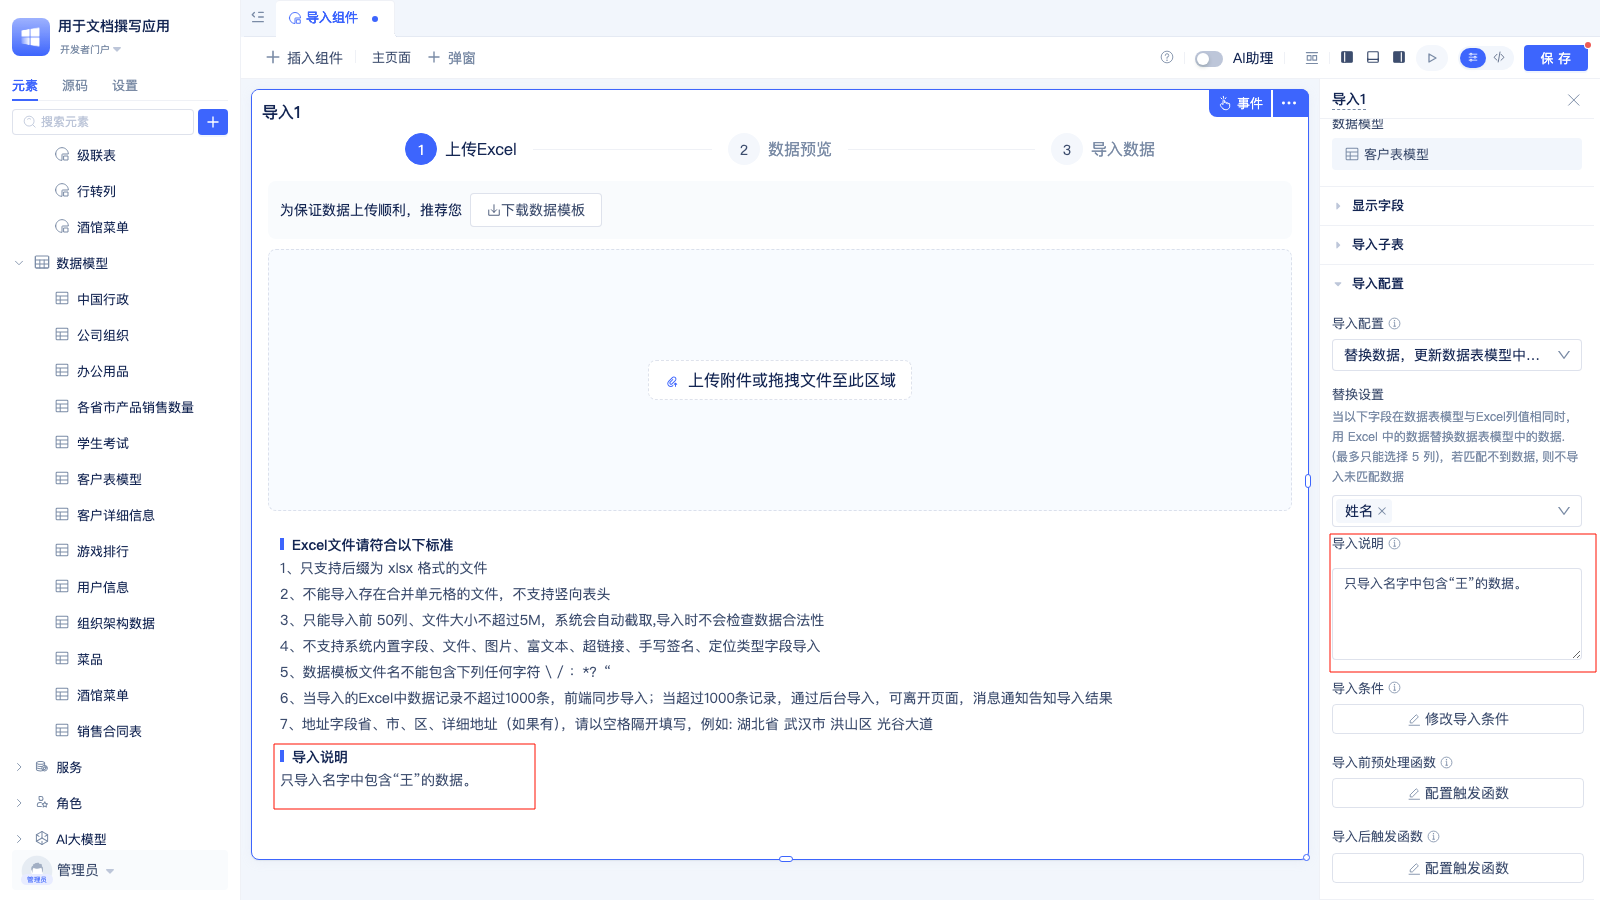 用于文档撰写应用
开发者门户
元素 源码 设置
搜索元素
级联表
行转列
酒馆菜单
数据模型
中国行政
公司组织
办公用品
各省市产品销售数量
学生考试
客户表模型
客户详细信息
游戏排行
用户信息
组织架构数据
菜品
酒馆菜单
销售合同表
服务
角色
AI大模型
管理员
管理员
导入组件
插入组件 主页面 弹窗
AI助理
保存
导入1
事件
1 上传Excel 2 数据预览 3 导入数据
为保证数据上传顺利，推荐您 下载数据模板
上传附件或拖拽文件至此区域
Excel文件请符合以下标准
1、只支持后缀为 xlsx 格式的文件
2、不能导入存在合并单元格的文件，不支持竖向表头
3、只能导入前 50列、文件大小不超过5M，系统会自动截取,导入时不会检查数据合法性
4、不支持系统内置字段、文件、图片、富文本、超链接、手写签名、定位类型字段导入
5、数据模板文件名不能包含下列任何字符 \ / ： *? “
6、当导入的Excel中数据记录不超过1000条，前端同步导入；当超过1000条记录，通过后台导入，可离开页面，消息通知告知导入结果
7、地址字段省、市、区、详细地址（如果有），请以空格隔开填写，例如: 湖北省 武汉市 洪山区 光谷大道
导入说明
只导入名字中包含“王”的数据。
导入1
数据模型
客户表模型
显示字段
导入子表
导入配置
导入配置
替换数据，更新数据表模型中...
替换设置
当以下字段在数据表模型与Excel列值相同时，
用 Excel 中的数据替换数据表模型中的数据.
(最多只能选择 5 列)，若匹配不到数据, 则不导
入未匹配数据
姓名
导入说明
只导入名字中包含“王”的数据。
导入条件
修改导入条件
导入前预处理函数
配置触发函数
导入后触发函数
配置触发函数